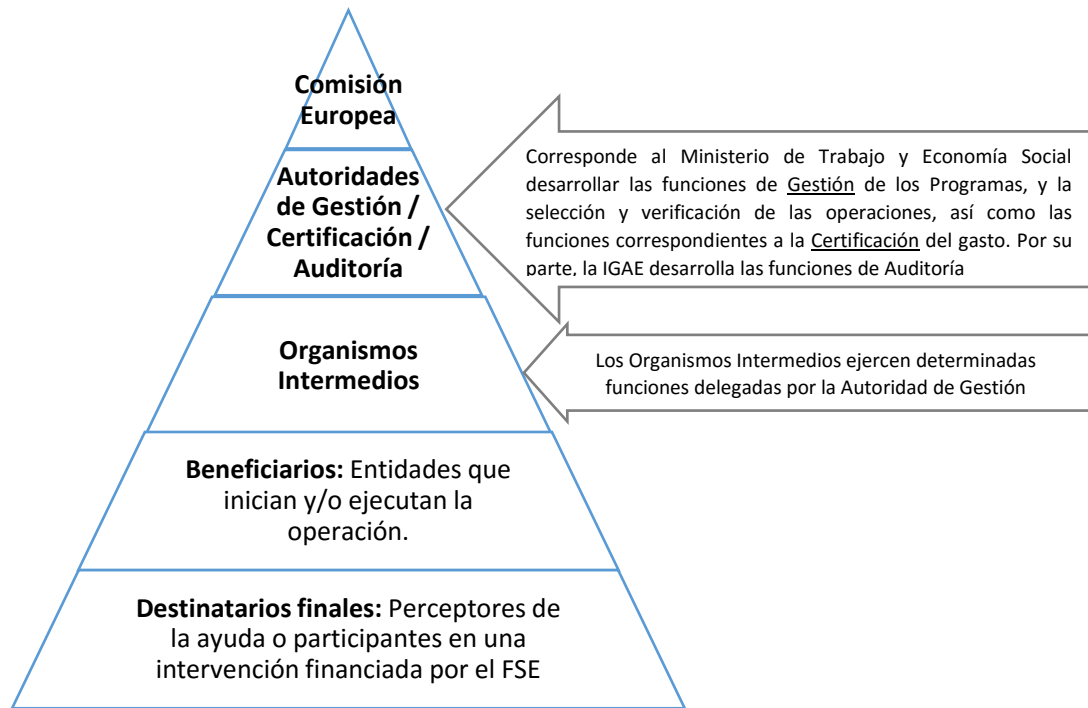 Comisión
Europea
Autoridades
de Gestión /
Certificación /
Auditoría
Corresponde al Ministerio de Trabajo y Economía Social
desarrollar las funciones de Gestión de los Programas, y la
selección y verificación de las operaciones, así como las
funciones correspondientes a la Certificación del gasto. Por su
parte, la IGAE desarrolla las funciones de Auditoría
Organismos
Intermedios
Los Organismos Intermedios ejercen determinadas
funciones delegadas por la Autoridad de Gestión
Beneficiarios: Entidades que
inician y/o ejecutan la
operación.
Destinatarios finales: Perceptores de
la ayuda o participantes en una
intervención financiada por el FSE